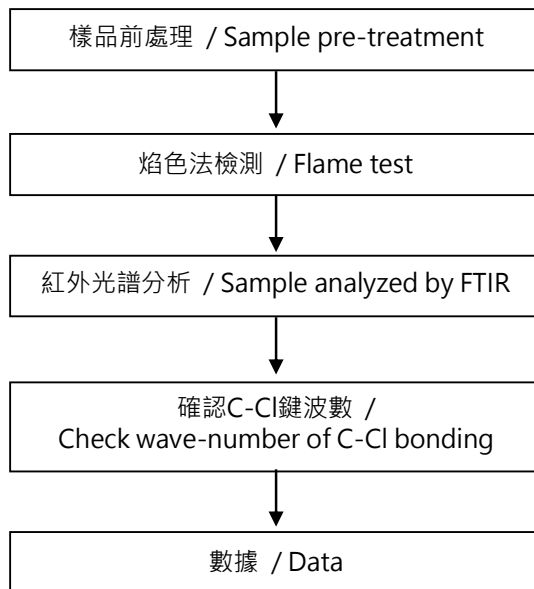 樣品前處理 / Sample pre-treatment
焰色法檢測 / Flame test
紅外光譜分析 / Sample analyzed by FTIR
確認C-Cl鍵波數 /
Check wave-number of C-Cl bonding
數據 / Data